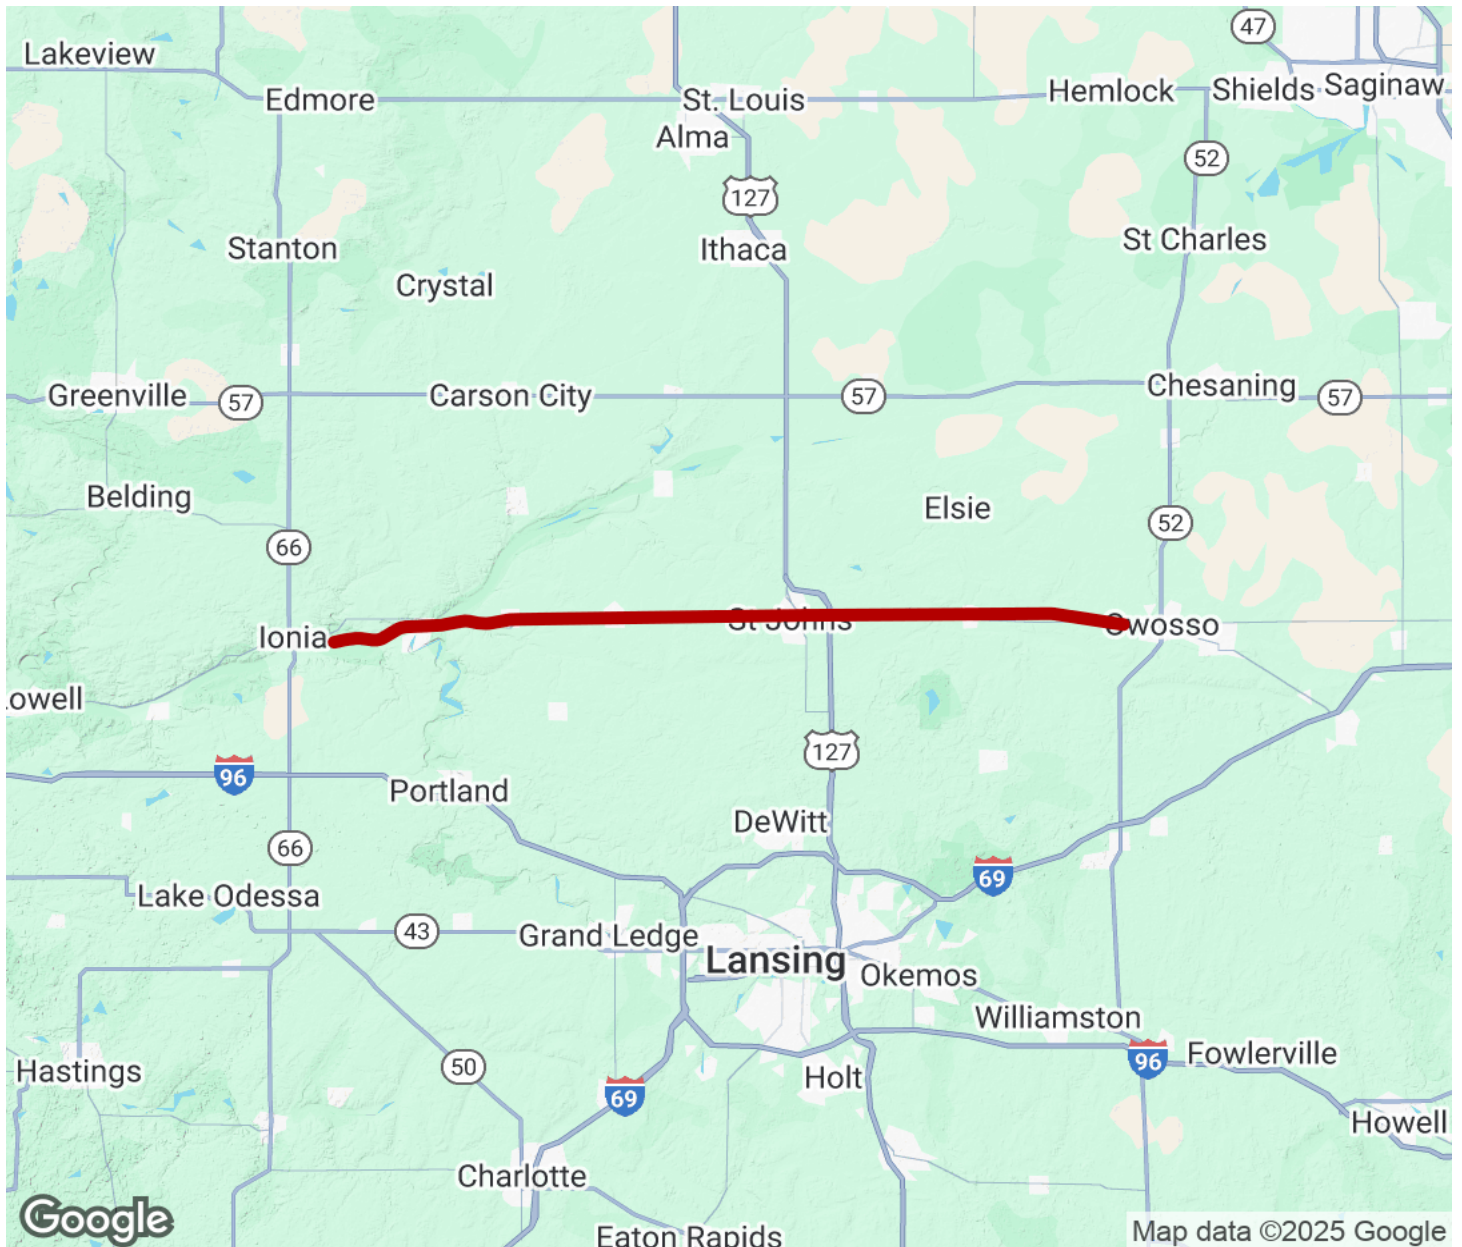 47
Lakeview
Edmore
St. Louis
Hemlock
Shields
Saginaw
Alma
52
127
Stanton
Ithaca
St Charles
Crystal
Greenville
57
Carson City
57
Chesaning
57
Belding
Elsie
52
66
Ionia
St Johns
Owosso
owell
96
Portland
127
DeWitt
66
69
Lake Odessa
43
Grand Ledge
Lansing
Okemos
Williamston
Hastings
50
Holt
96
Fowlerville
69
Howell
Charlotte
Google
Eaton Rapids
Map data ©2025 Google